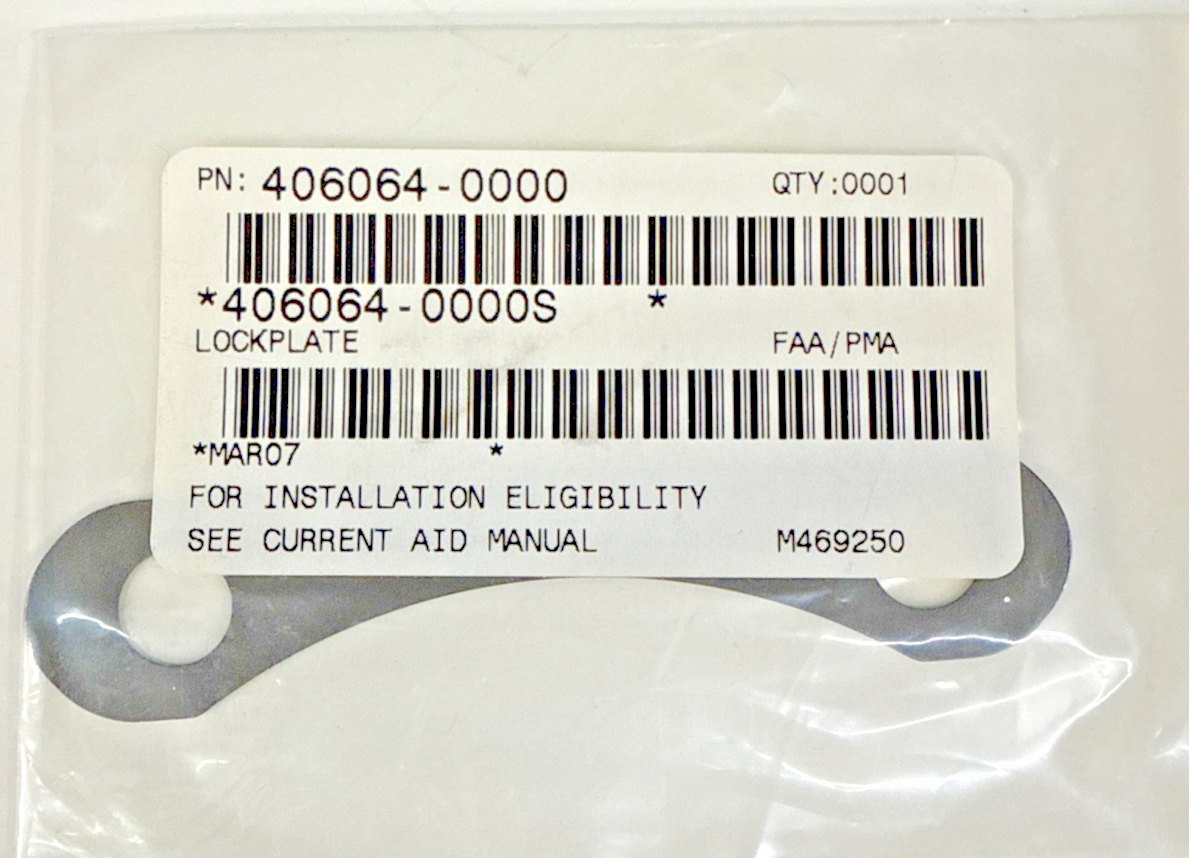 PN: 406064-0000 QTY:0001
*406064-0000S *
LOCKPLATE FAA/PMA
*MAR07 *
FOR INSTALLATION ELIGIBILITY
SEE CURRENT AID MANUAL M469250